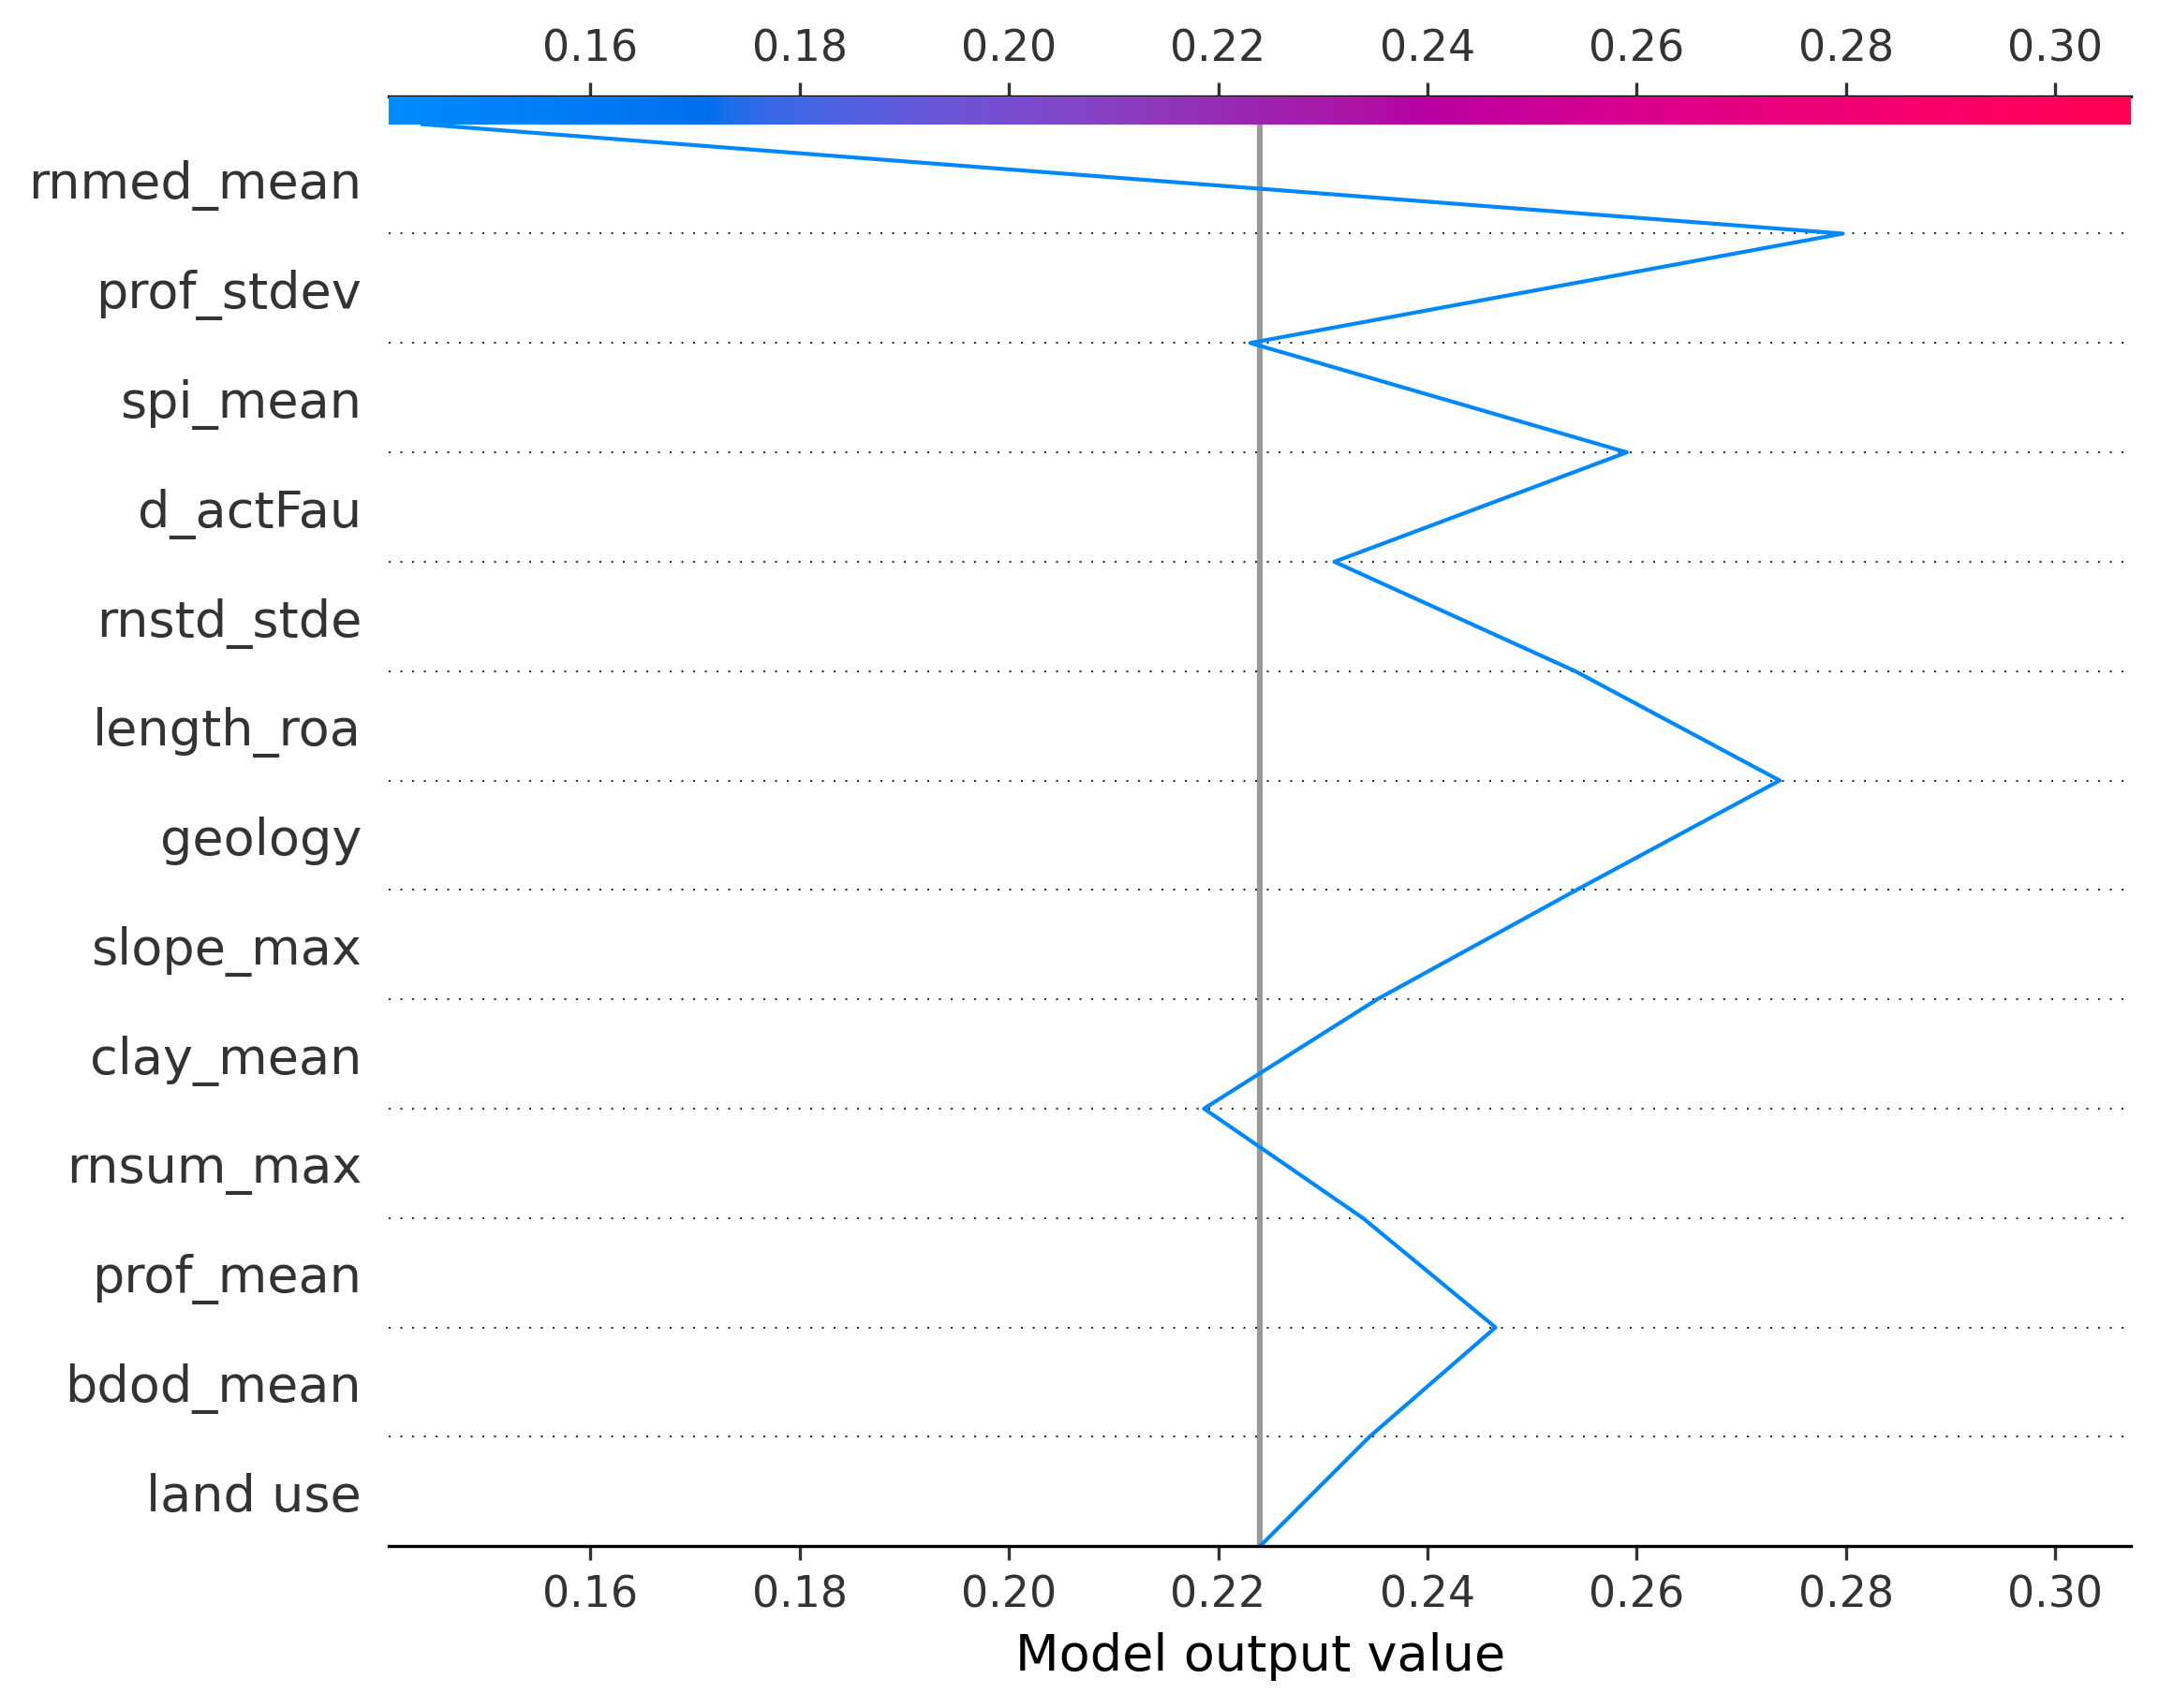 0.16 0.18 0.20 0.22 0.24 0.26 0.28 0.30
rnmed_mean
prof_stdev
spi_mean
d_actFau
rnstd_stde
length_roa
geology
slope_max
clay_mean
rnsum_max
prof_mean
bdod_mean
land use
0.16 0.18 0.20 0.22 0.24 0.26 0.28 0.30
Model output value